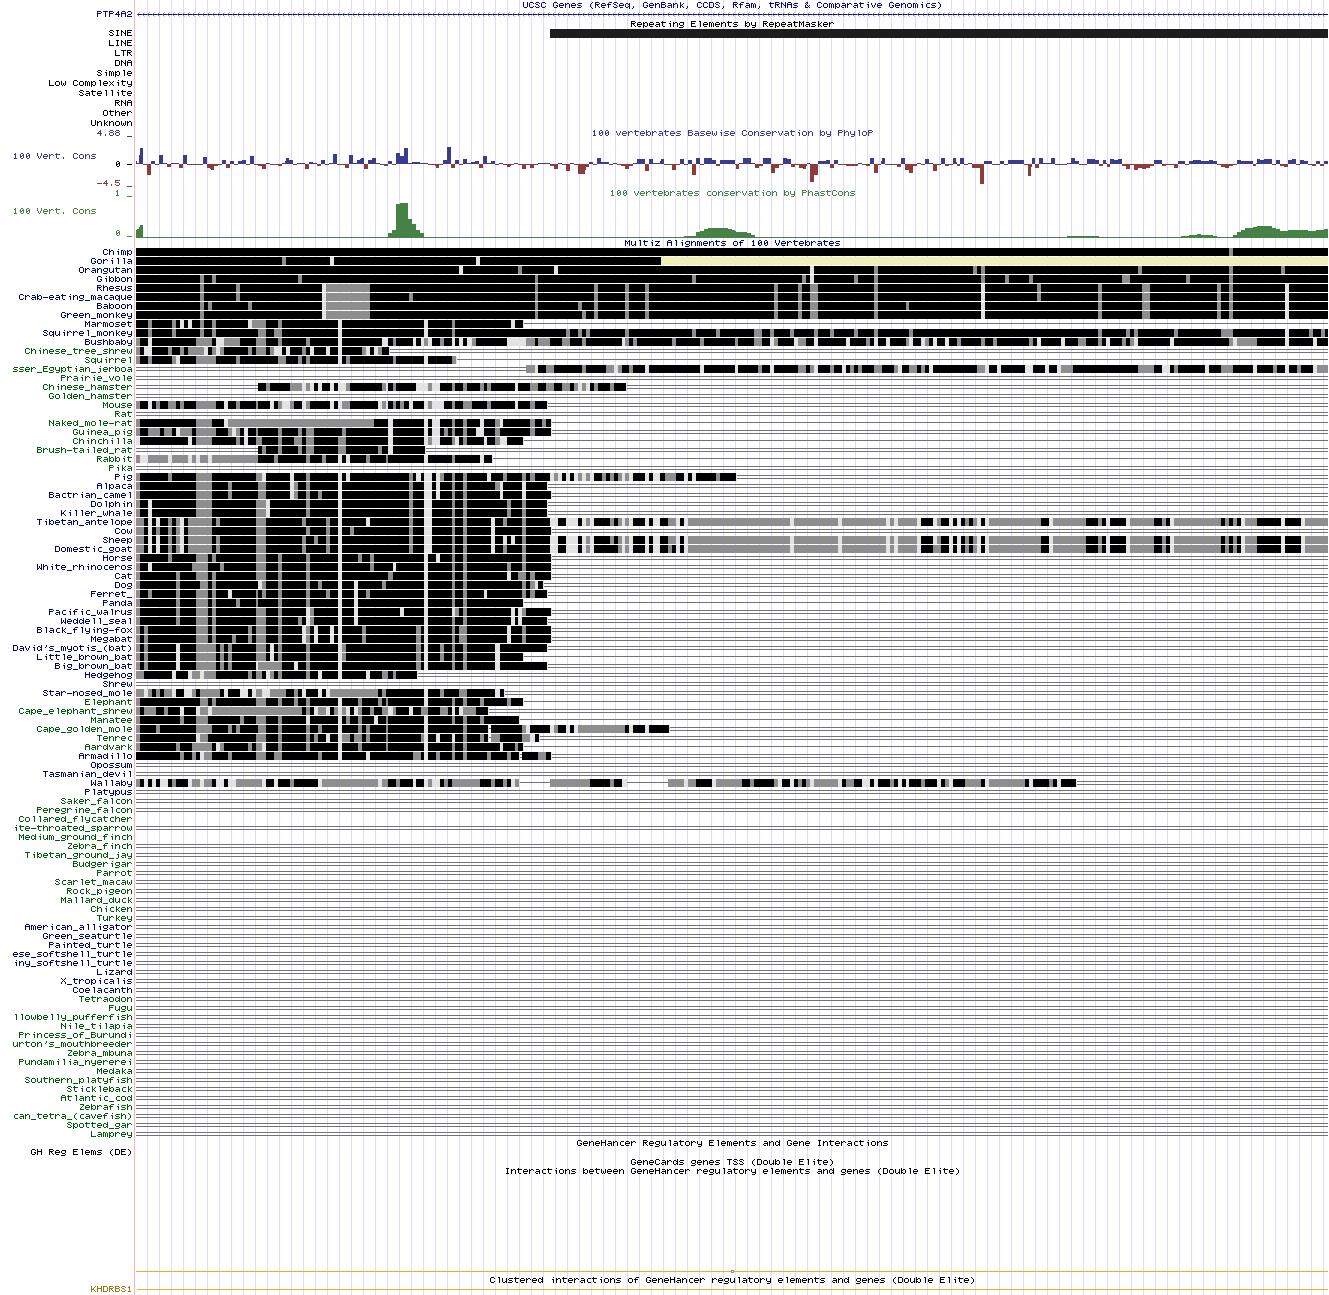 UCSC Genes (RefSeq, GenBank, CCDS, Rfam, tRNAs & Comparative Genomics)
PTP4A2
Repeating Elements by RepeatMasker
SINE
LINE
LTR
DNA
Simple
Low Complexity
Satellite
RNA
Other
Unknown
4.88 _
100 vertebrates Basewise Conservation by PhyloP
100 Vert. Cons
0 _
-4.5 _
1 _
100 vertebrates conservation by PhastCons
100 Vert. Cons
0 _
Multiz Alignments of 100 Vertebrates
Chimp
Gorilla
Orangutan
Gibbon
Rhesus
Crab-eating_macaque
Baboon
Green_monkey
Marmoset
Squirrel_monkey
Bushbaby
Chinese_tree_shrew
Squirrel
sser_Egyptian_jerboa
Prairie_vole
Chinese_hamster
Golden_hamster
Mouse
Rat
Naked_mole-rat
Guinea_pig
Chinchilla
Brush-tailed_rat
Rabbit
Pika
Pig
Alpaca
Bactrian_camel
Dolphin
Killer_whale
Tibetan_antelope
Cow
Sheep
Domestic_goat
Horse
White_rhinoceros
Cat
Dog
Ferret_
Panda
Pacific_walrus
Weddell_seal
Black_flying-fox
Megabat
David's_myotis_(bat)
Little_brown_bat
Big_brown_bat
Hedgehog
Shrew
Star-nosed_mole
Elephant
Cape_elephant_shrew
Manatee
Cape_golden_mole
Tenrec
Aardvark
Armadillo
Opossum
Tasmanian_devil
Wallaby
Platypus
Saker_falcon
Peregrine_falcon
Collared_flycatcher
ite-throated_sparrow
Medium_ground_finch
Zebra_finch
Tibetan_ground_jay
Budgerigar
Parrot
Scarlet_macaw
Rock_pigeon
Mallard_duck
Chicken
Turkey
American_alligator
Green_seaturtle
Painted_turtle
ese_softshell_turtle
iny_softshell_turtle
Lizard
X_tropicalis
Coelacanth
Tetraodon
Fugu
llowbelly_pufferfish
Nile_tilapia
Princess_of_Burundi
urton's_mouthbreeder
Zebra_mbuna
Pundamilia_nyererei
Medaka
Southern_platyfish
Stickleback
Atlantic_cod
Zebrafish
can_tetra_(cavefish)
Spotted_gar
Lamprey
GeneHancer Regulatory Elements and Gene Interactions
GH Reg Elems (DE)
GeneCards genes TSS (Double Elite)
Interactions between GeneHancer regulatory elements and genes (Double Elite)
Clustered interactions of GeneHancer regulatory elements and genes (Double Elite)
KHDRBS1